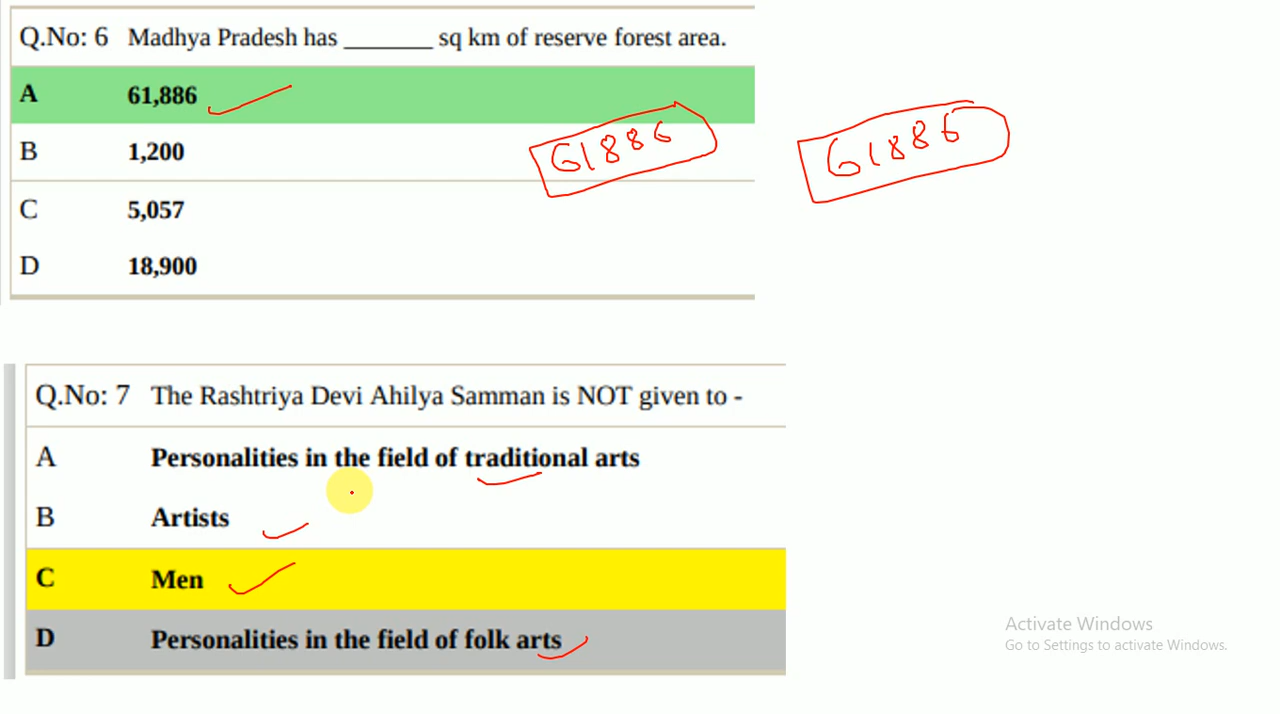 Q.No: 6 Madhya Pradesh has _______ sq km of reserve forest area.
A 61,886
61886 61886
B 1,200
C 5,057
D 18,900
Q.No: 7 The Rashtriya Devi Ahilya Samman is NOT given to -
A Personalities in the field of traditional arts
B Artists
C Men
D Personalities in the field of folk arts
Activate Windows
Go to Settings to activate Windows.